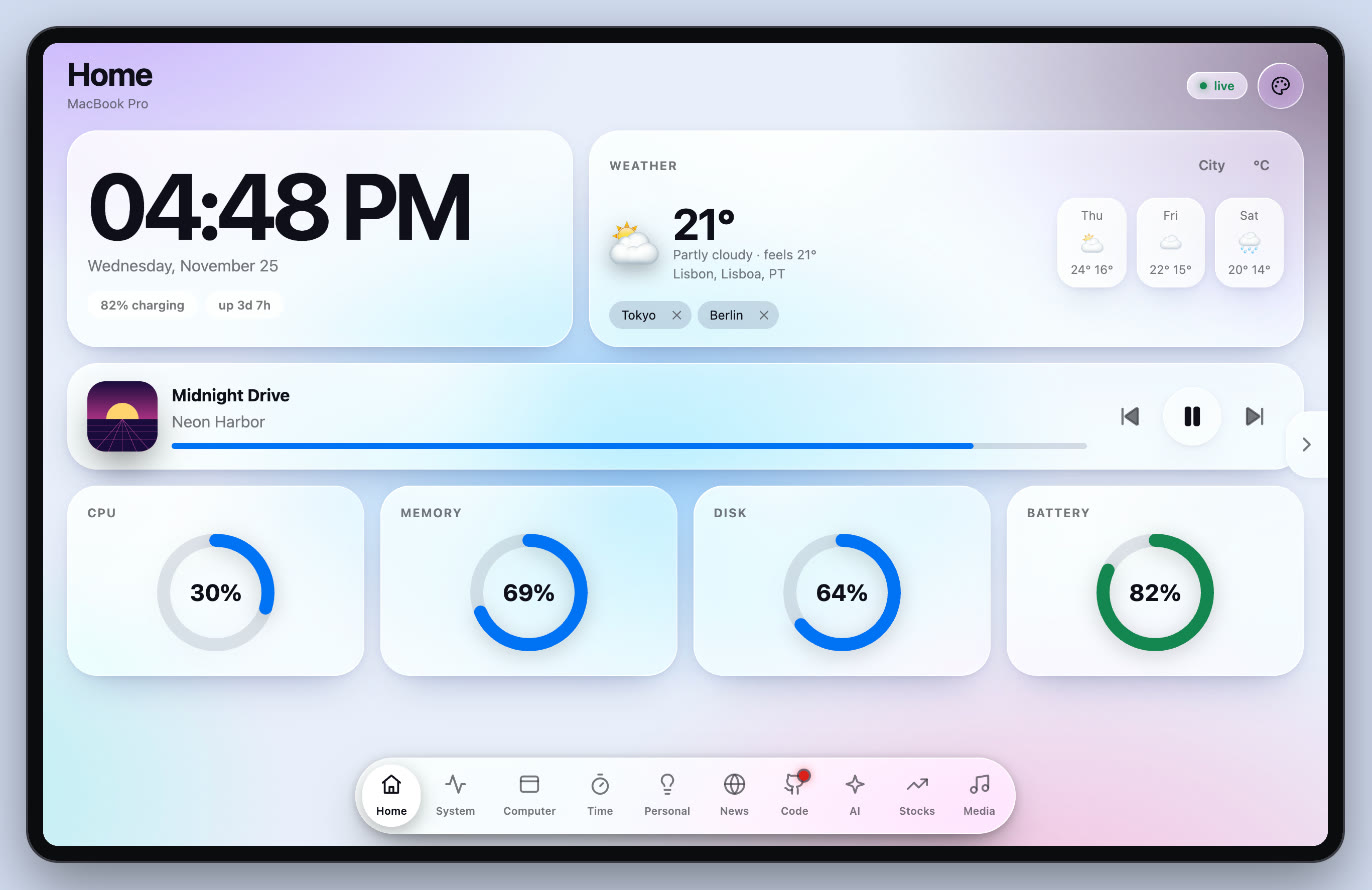 Home
MacBook Pro
live
04:48 PM
Wednesday, November 25
82% charging
up 3d 7h
WEATHER
City
°C
21°
Partly cloudy · feels 21°
Lisbon, Lisboa, PT
Tokyo
Berlin
Thu
24° 16°
Fri
22° 15°
Sat
20° 14°
Midnight Drive
Neon Harbor
CPU
30%
MEMORY
69%
DISK
64%
BATTERY
82%
Home
System
Computer
Time
Personal
News
Code
AI
Stocks
Media